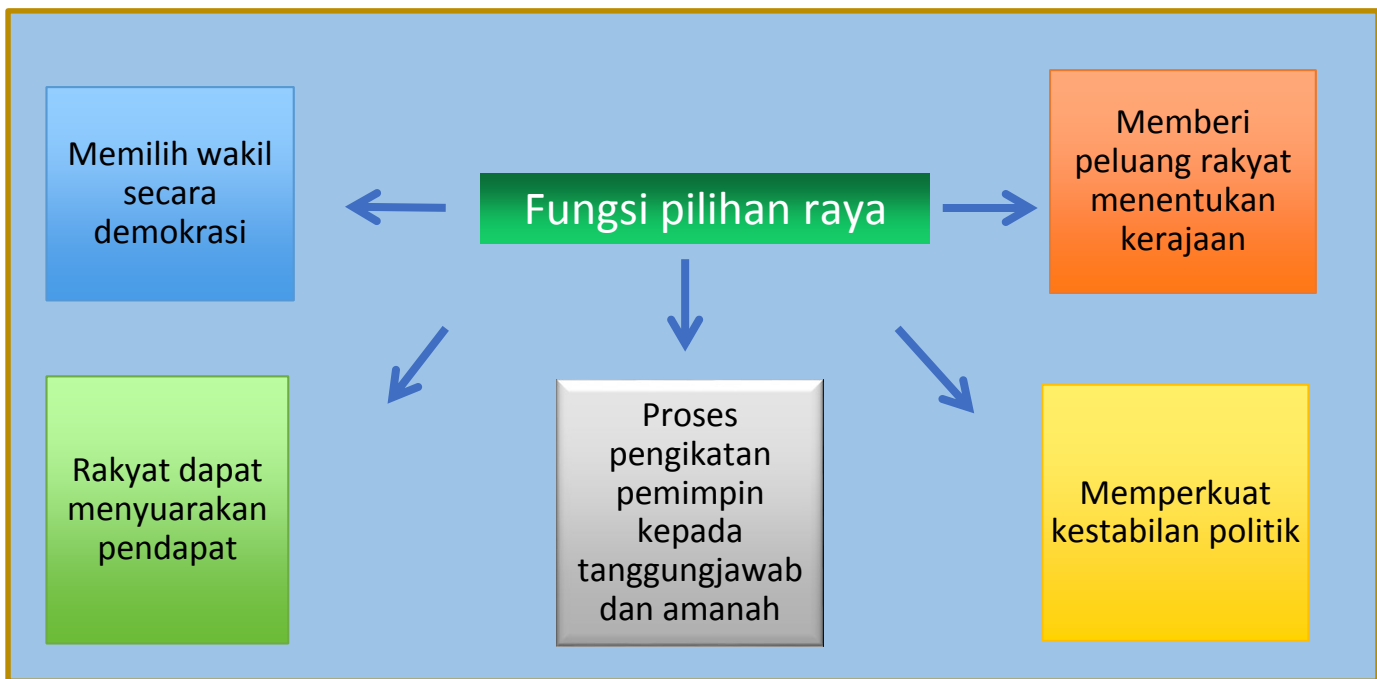 Fungsi pilihan raya
Memilih wakil
secara
demokrasi
Memberi
peluang rakyat
menentukan
kerajaan
Rakyat dapat
menyuarakan
pendapat
Proses
pengikatan
pemimpin
kepada
tanggungjawab
dan amanah
Memperkuat
kestabilan politik